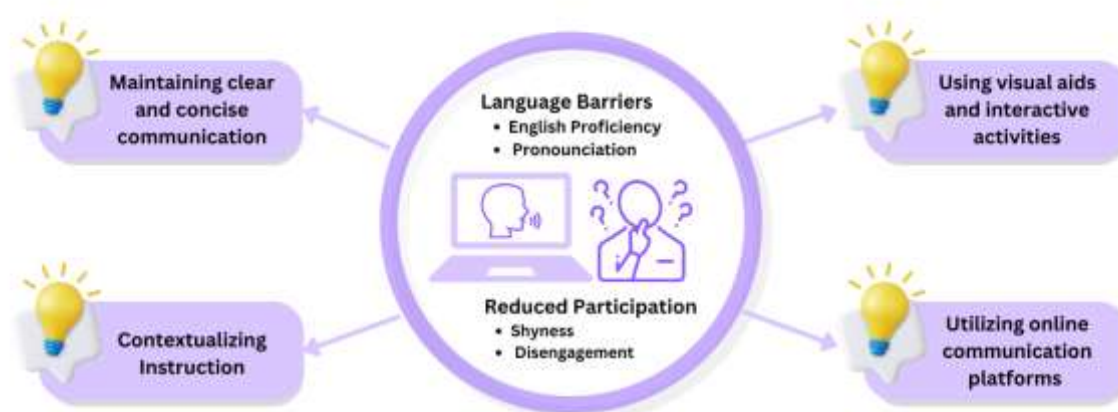 Maintaining clear
and concise
communication
Language Barriers
• English Proficiency
• Pronounciation
Using visual aids
and interactive
activities
? ? ? ?
Contextualizing
Instruction
Reduced Participation
• Shyness
• Disengagement
Utilizing online
communication
platforms